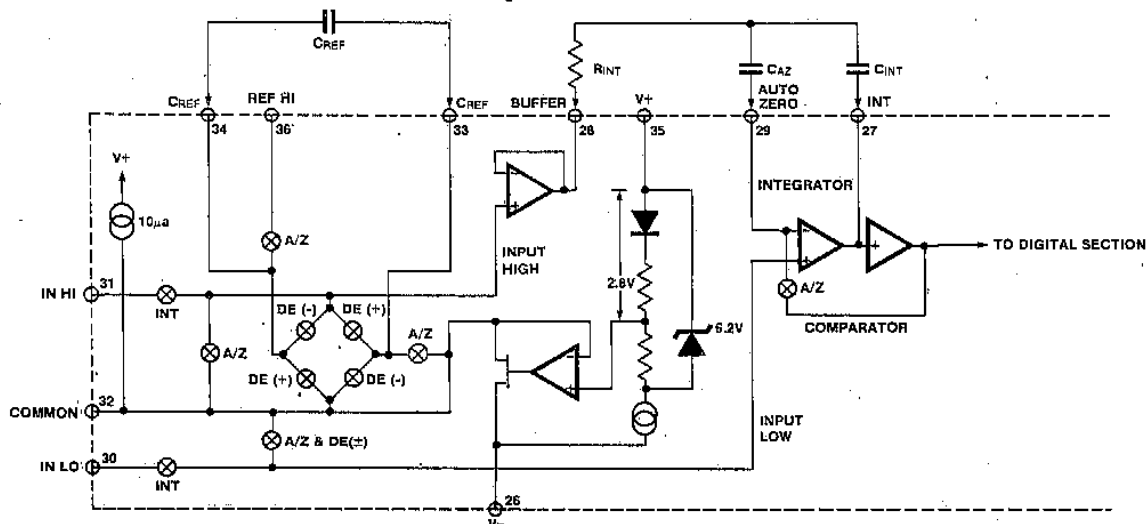 CREF
CREF
REF HI
CREF
BUFFER
RINT
V+
CAZ
AUTO
ZERO
CINT
INT
34
36
33
28
35
29
27
V+
10µa
A/Z
INPUT
HIGH
INTEGRATOR
TO DIGITAL SECTION
IN HI
31
INT
DE (-)
DE (+)
A/Z
A/Z
2.8V
6.2V
A/Z
COMPARATOR
DE (+)
DE (-)
COMMON
32
A/Z & DE(±)
INPUT
LOW
IN LO
30
INT
26